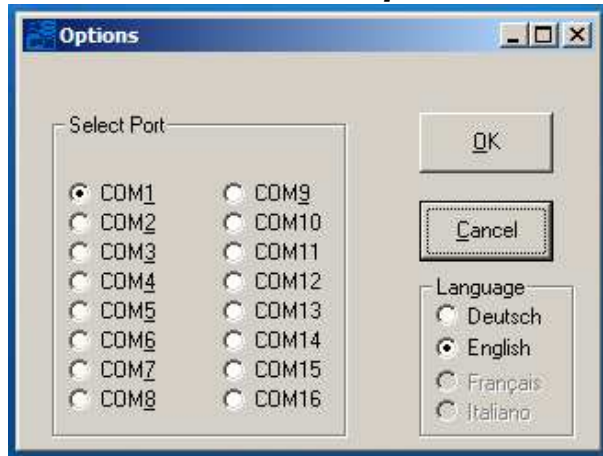 Options
Select Port
COM1
COM2
COM3
COM4
COM5
COM6
COM7
COM8
COM9
COM10
COM11
COM12
COM13
COM14
COM15
COM16
OK
Cancel
Language
Deutsch
English
Français
Italiano